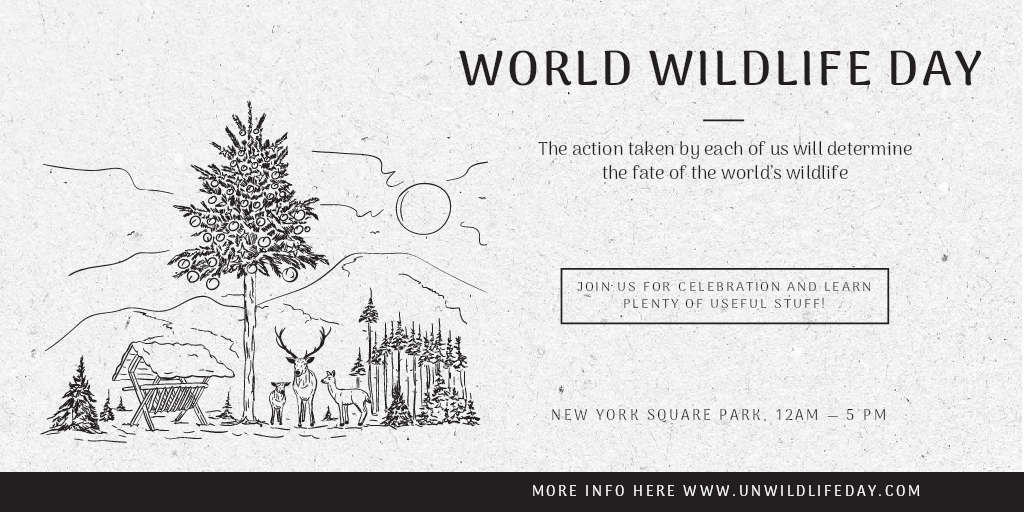 WORLD WILDLIFE DAY
The action taken by each of us will determine
the fate of the world's wildlife
JOIN US FOR CELEBRATION AND LEARN
PLENTY OF USEFUL STUFF!
NEW YORK SQUARE PARK, 12AM – 5 PM
MORE INFO HERE WWW.UNWILDLIFEDAY.COM